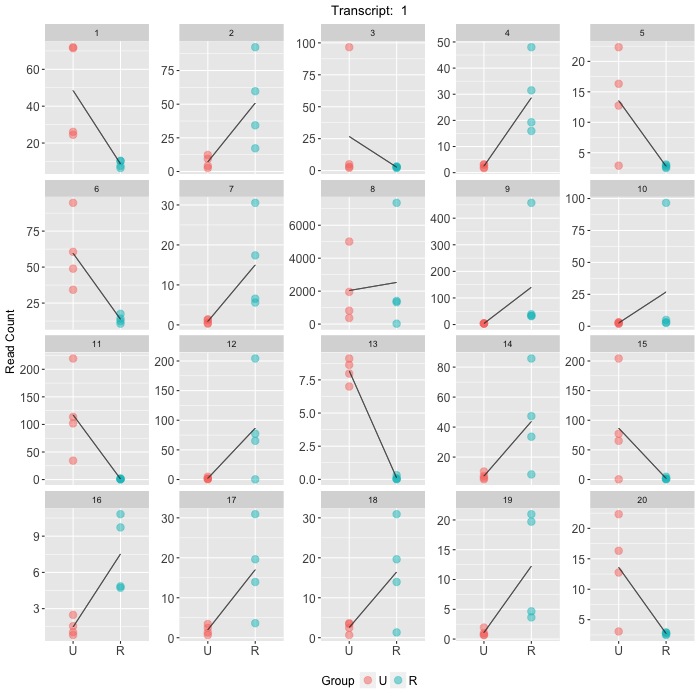 Transcript: 1
1 2 3 4 5
60 40 20
75 50 25 0
100 75 50 25 0
50 40 30 20 10 0
20 15 10 5
6 7 8 9 10
75 50 25
30 20 10 0
6000 4000 2000 0
400 300 200 100 0
100 75 50 25 0
Read Count
11 12 13 14 15
200 150 100 50 0
200 150 100 50 0
7.5 5.0 2.5 0.0
80 60 40 20
200 150 100 50 0
16 17 18 19 20
9 6 3
30 20 10 0
30 20 10 0
20 15 10 5 0
20 15 10 5
U R U R U R U R U R
Group U R